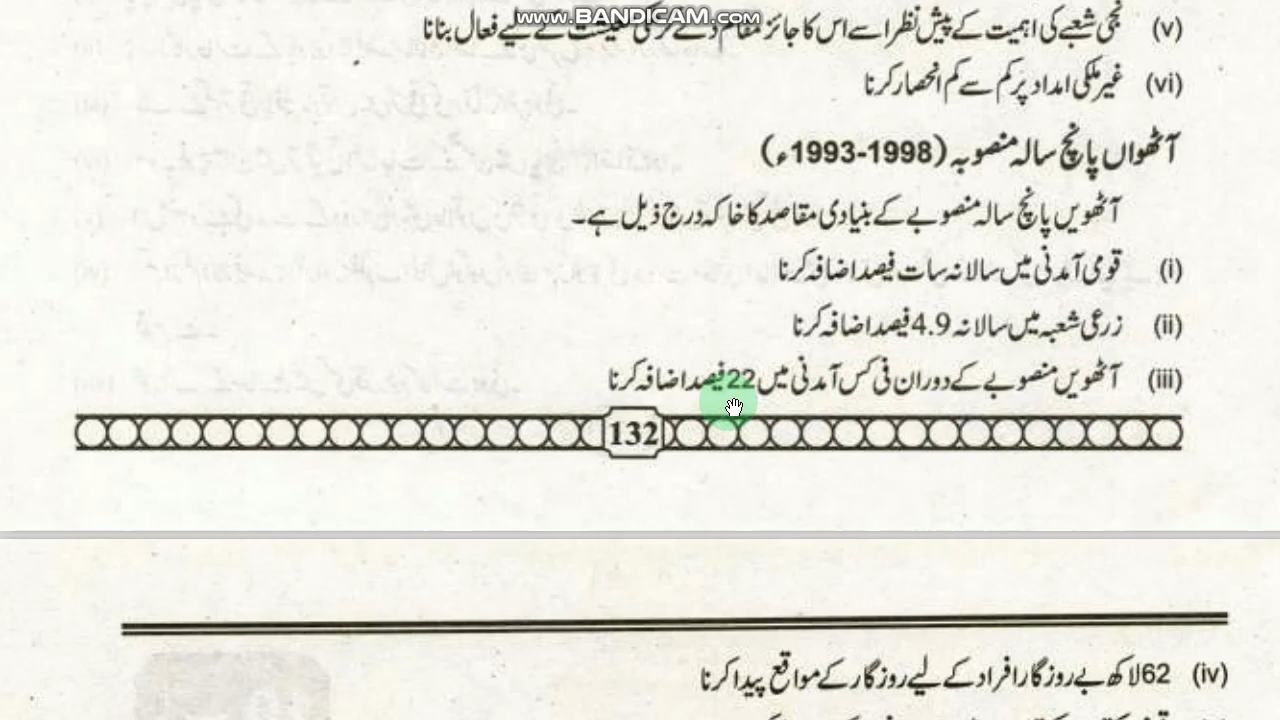 www.BANDICAM.com
(v) نجی شعبے کی اہمیت کے پیش نظر اسے اس کا جائز مقام دے کر کی معیشت کے لیے فعال بنانا
(vi) غیر ملکی امداد پر کم سے کم انحصار کرنا
آٹھواں پانچ سالہ منصوبہ (1993-1998ء)
آٹھویں پانچ سالہ منصوبے کے بنیادی مقاصد کا خاکہ درج ذیل ہے۔
(i) قومی آمدنی میں سالانہ سات فیصد اضافہ کرنا
(ii) زرعی شعبہ میں سالانہ 4.9 فیصد اضافہ کرنا
(iii) آٹھویں منصوبے کے دوران فی کس آمدنی میں 22 فیصد اضافہ کرنا
132
(iv) 62 لاکھ بے روزگار افراد کے لیے روزگار کے مواقع پیدا کرنا